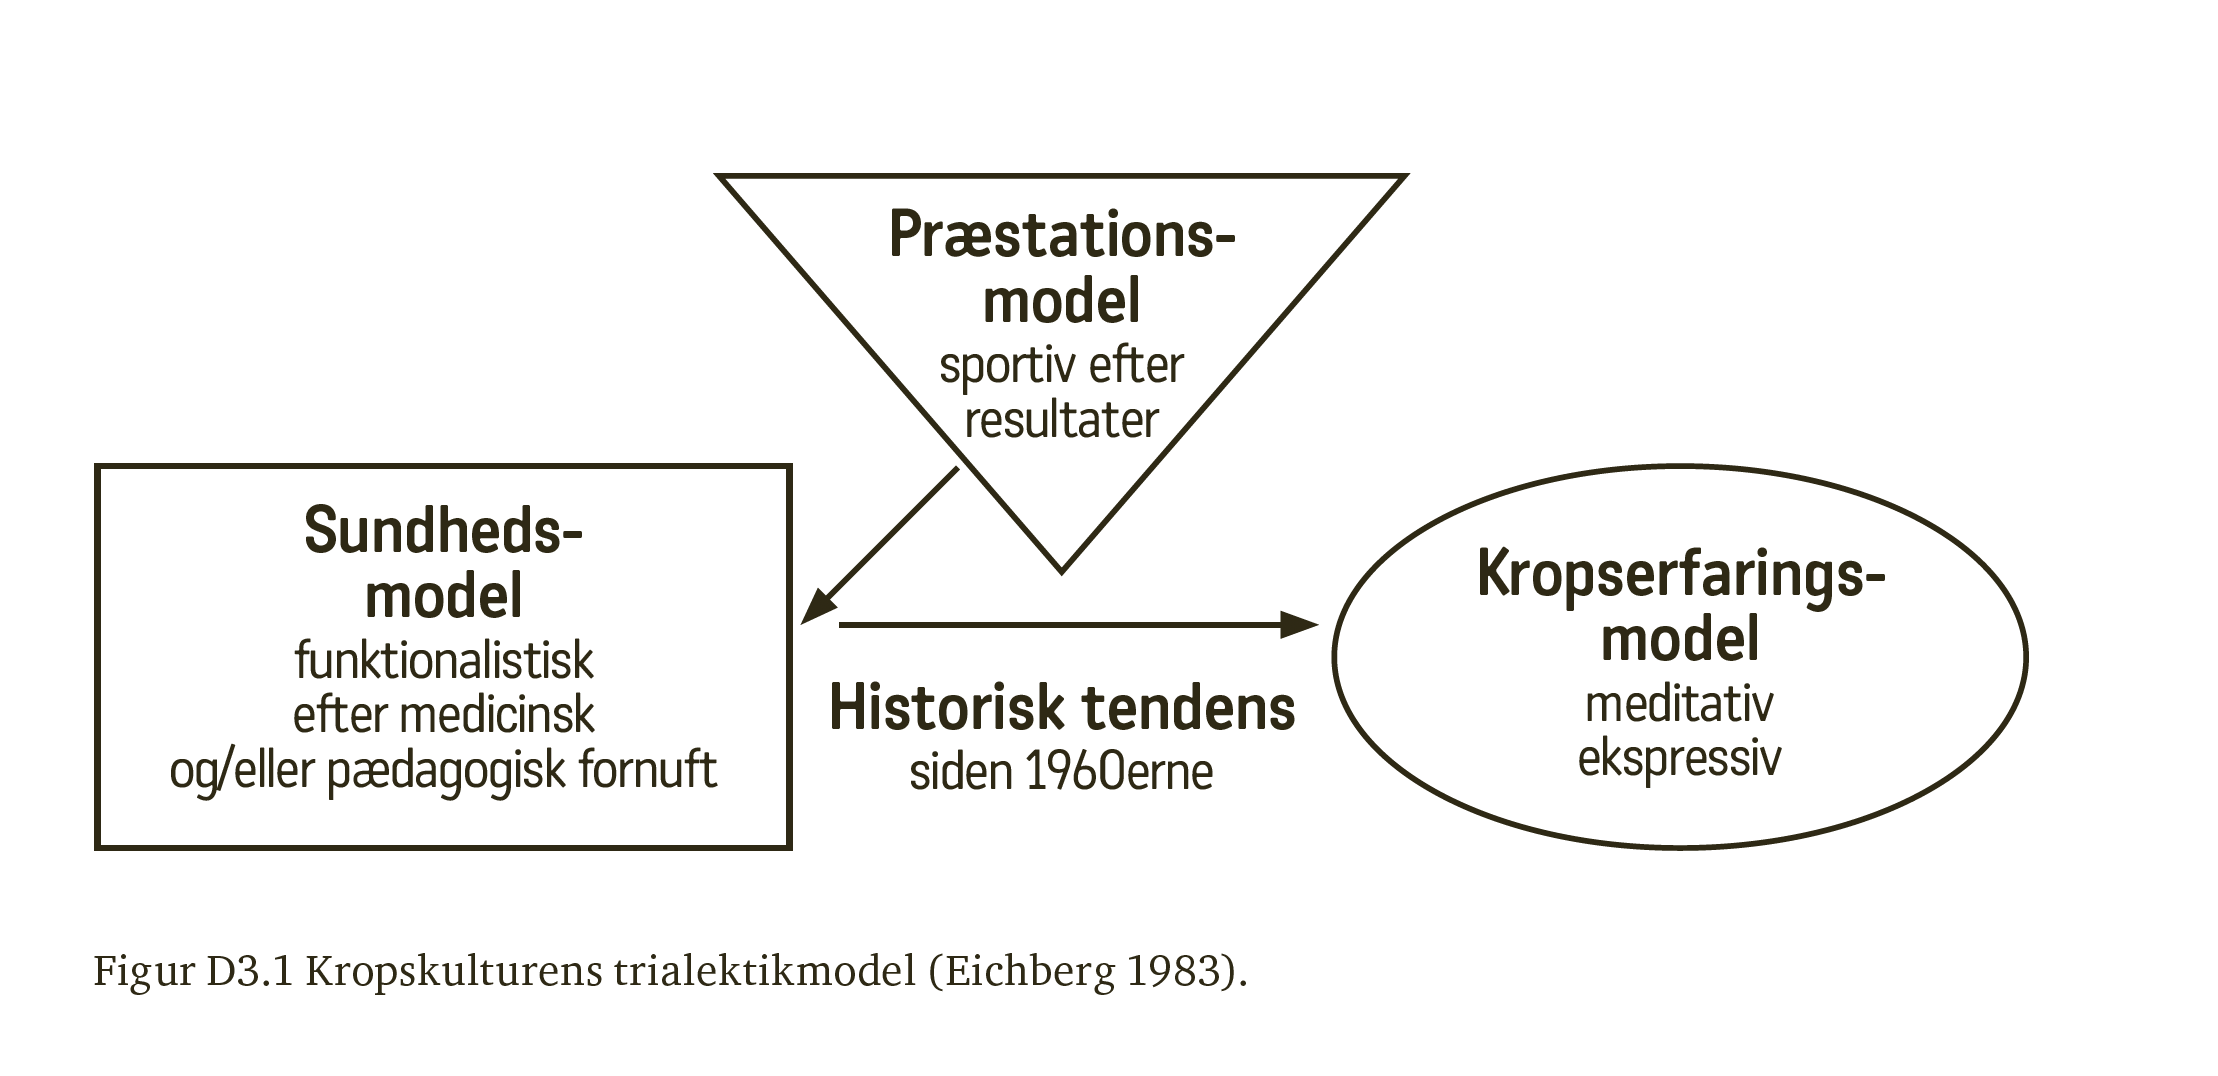 Præstations-
model
sportiv efter
resultater
Sundheds-
model
funktionalistisk
efter medicinsk
og/eller pædagogisk fornuft
Historisk tendens
siden 1960erne
Kropserfarings-
model
meditativ
ekspressiv
Figur D3.1 Kropskulturens trialektikmodel (Eichberg 1983).